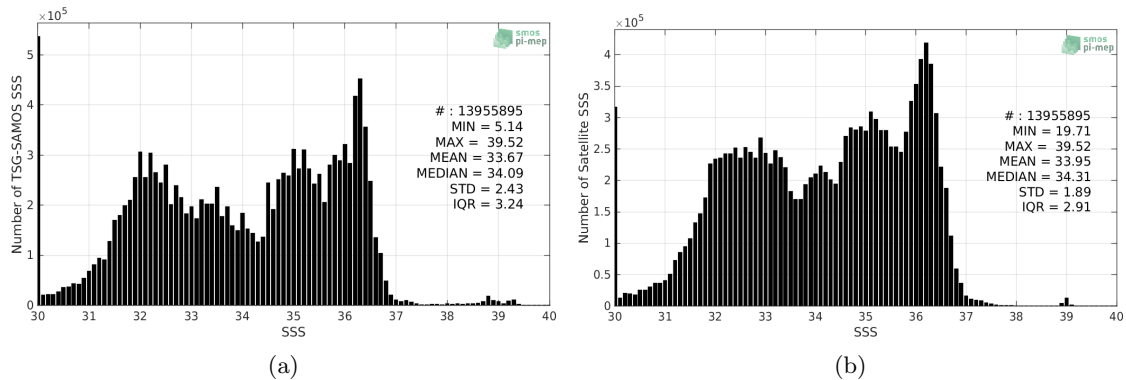 ×10⁵
smos
pi-mep
Number of TSG-SAMOS SSS
5
4
3
2
1
0
# : 13955895
MIN = 5.14
MAX = 39.52
MEAN = 33.67
MEDIAN = 34.09
STD = 2.43
IQR = 3.24
30 31 32 33 34 35 36 37 38 39 40
SSS
(a)
×10⁵
smos
pi-mep
Number of Satellite SSS
4
3.5
3
2.5
2
1.5
1
0.5
0
# : 13955895
MIN = 19.71
MAX = 39.52
MEAN = 33.95
MEDIAN = 34.31
STD = 1.89
IQR = 2.91
30 31 32 33 34 35 36 37 38 39 40
SSS
(b)